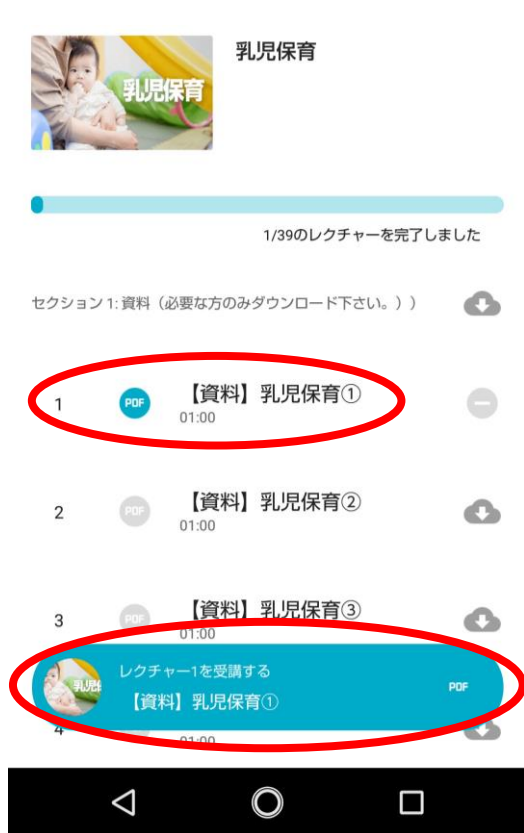 乳児保育
乳児保育
1/39のレクチャーを完了しました
セクション 1: 資料（必要な方のみダウンロード下さい。））
1
PDF
【資料】乳児保育①
01:00
2
PDF
【資料】乳児保育②
01:00
3
PDF
【資料】乳児保育③
01:00
乳児
レクチャー1を受講する
【資料】乳児保育①
PDF
4
01:00